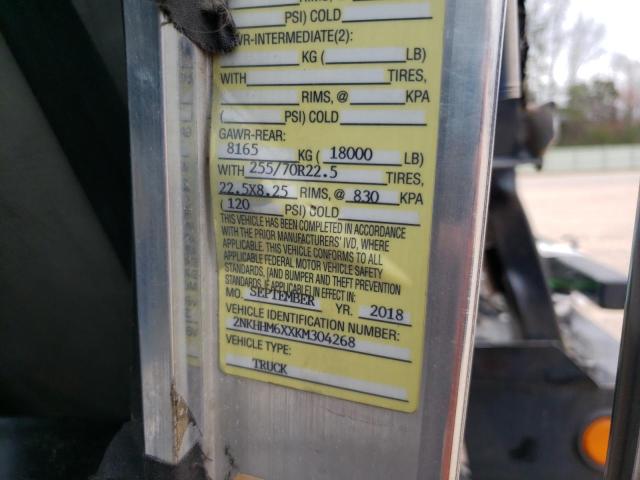 RIMS, @
PSI) COLD
GAWR-INTERMEDIATE(2):
KG ( LB)
WITH TIRES,
RIMS, @ KPA
( PSI) COLD
GAWR-REAR:
8165 KG ( 18000 LB)
WITH 255/70R22.5 TIRES,
22.5X8.25 RIMS, @ 830 KPA
( 120 PSI) COLD
THIS VEHICLE HAS BEEN COMPLETED IN ACCORDANCE
WITH THE PRIOR MANUFACTURERS' IVD, WHERE
APPLICABLE. THIS VEHICLE CONFORMS TO ALL
APPLICABLE FEDERAL MOTOR VEHICLE SAFETY
STANDARDS, [AND BUMPER AND THEFT PREVENTION
STANDARDS, IF APPLICABLE] IN EFFECT IN:
MO. SEPTEMBER YR. 2018
VEHICLE IDENTIFICATION NUMBER:
2NKHHM6XXKM304268
VEHICLE TYPE:
TRUCK